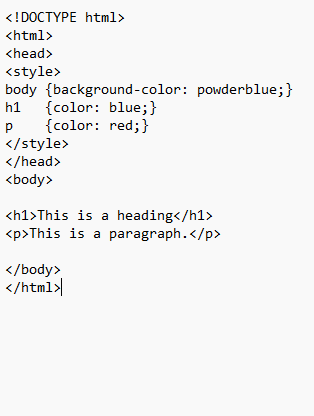 <!DOCTYPE html>
<html>
<head>
<style>
body {background-color: powderblue;}
h1   {color: blue;}
p    {color: red;}
</style>
</head>
<body>

<h1>This is a heading</h1>
<p>This is a paragraph.</p>

</body>
</html>